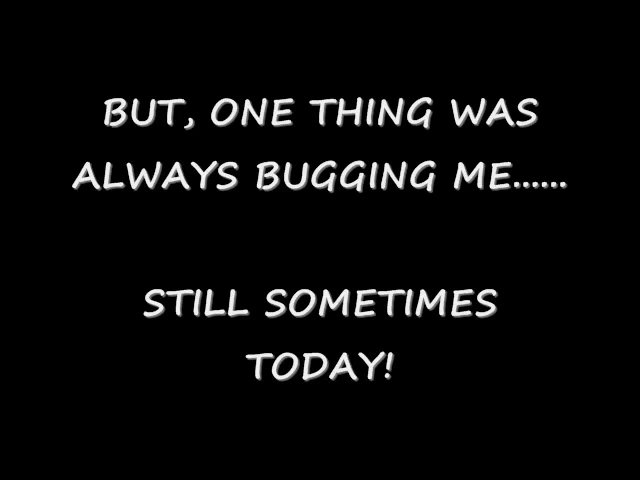 BUT, ONE THING WAS
ALWAYS BUGGING ME......
STILL SOMETIMES
TODAY!